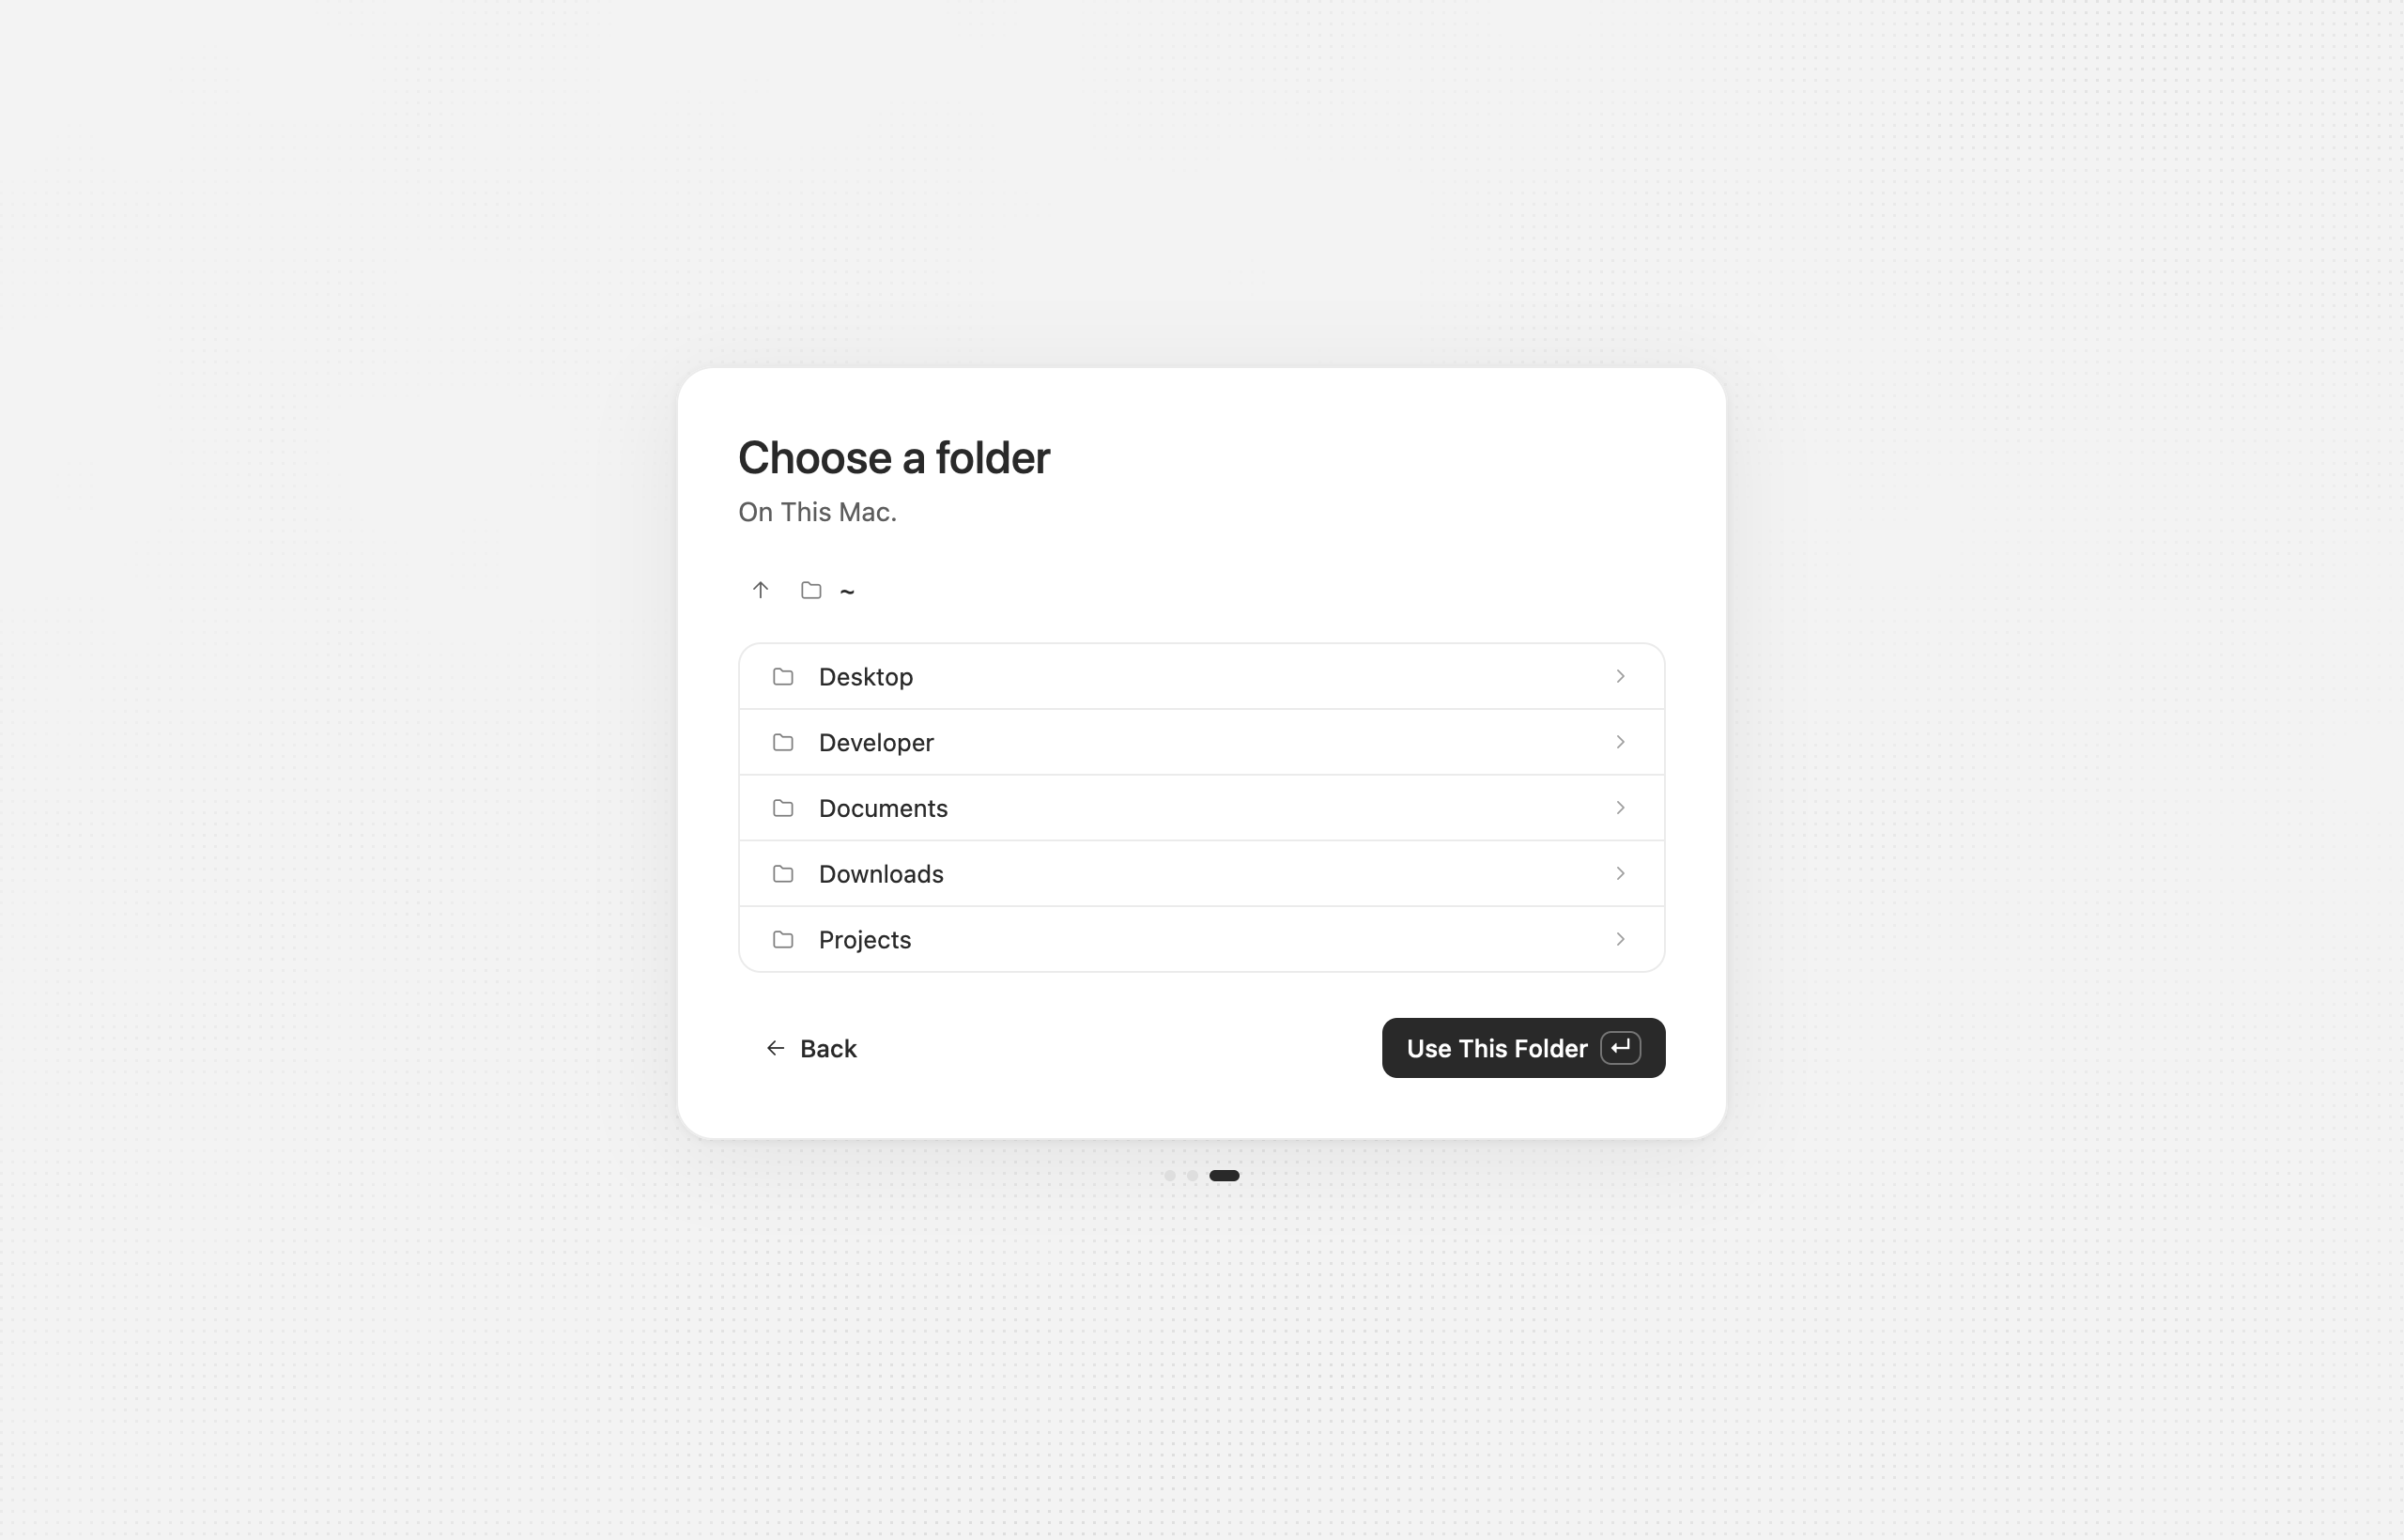 Choose a folder
On This Mac.
~
Desktop
Developer
Documents
Downloads
Projects
Back
Use This Folder